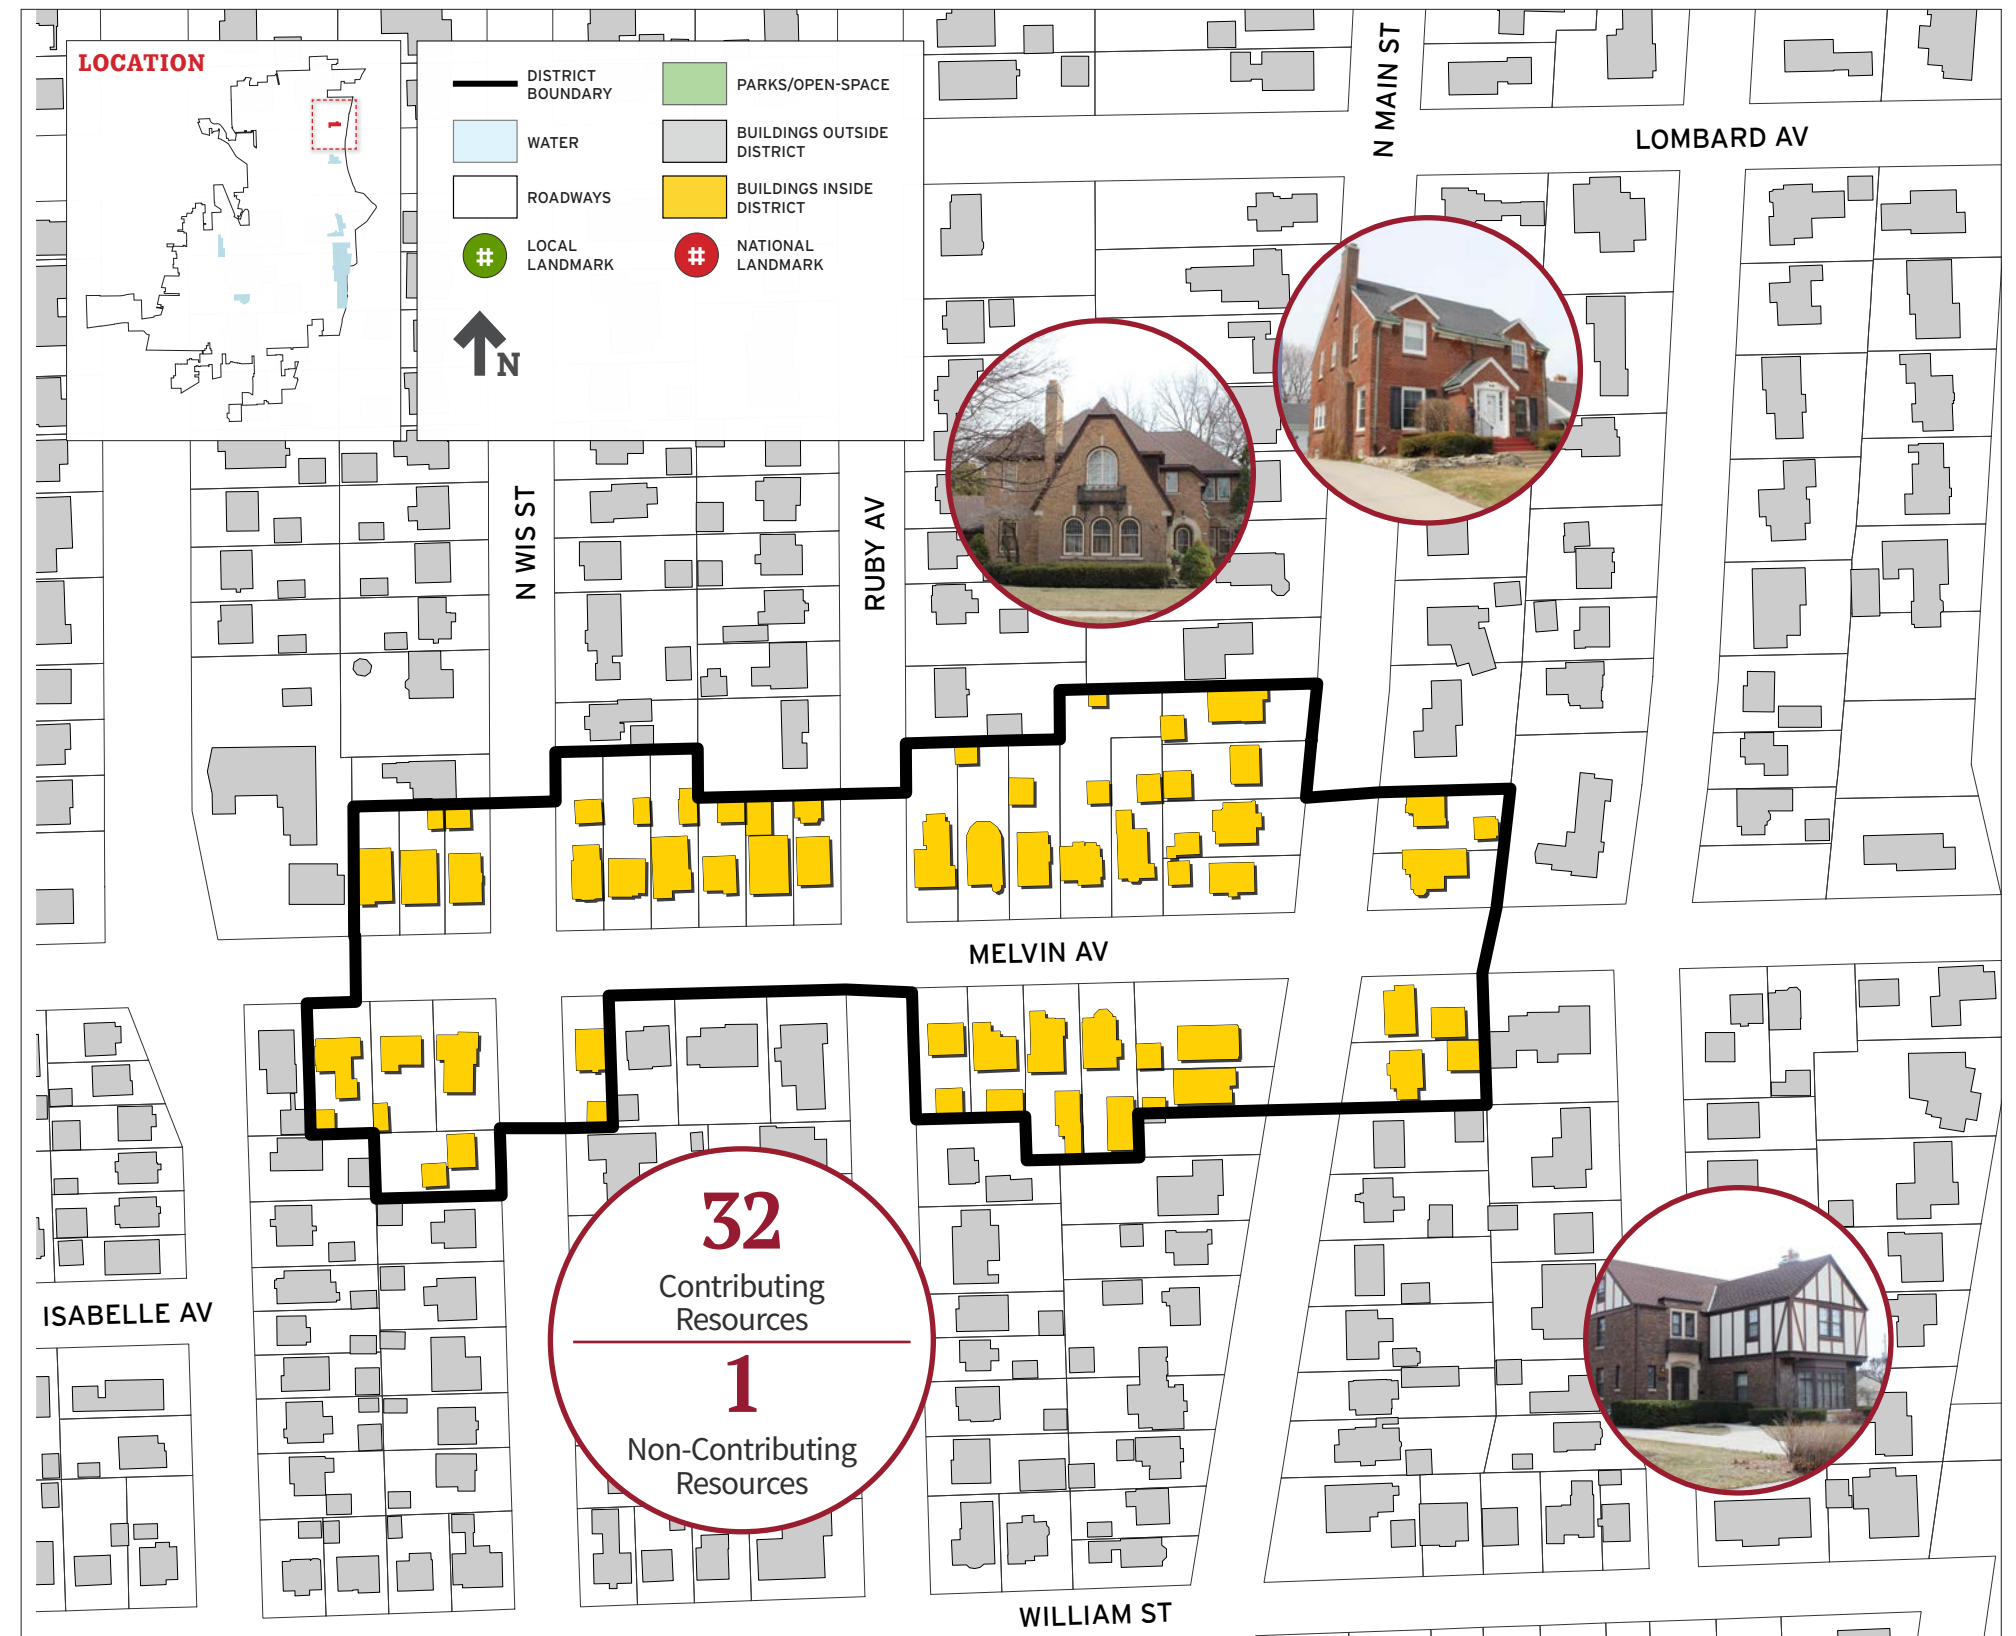 LOCATION
DISTRICT
BOUNDARY
WATER
ROADWAYS
LOCAL
LANDMARK
PARKS/OPEN-SPACE
BUILDINGS OUTSIDE
DISTRICT
BUILDINGS INSIDE
DISTRICT
NATIONAL
LANDMARK
#
#
N
N MAIN ST
LOMBARD AV
N WIS ST
RUBY AV
MELVIN AV
ISABELLE AV
WILLIAM ST
32
Contributing
Resources
1
Non-Contributing
Resources